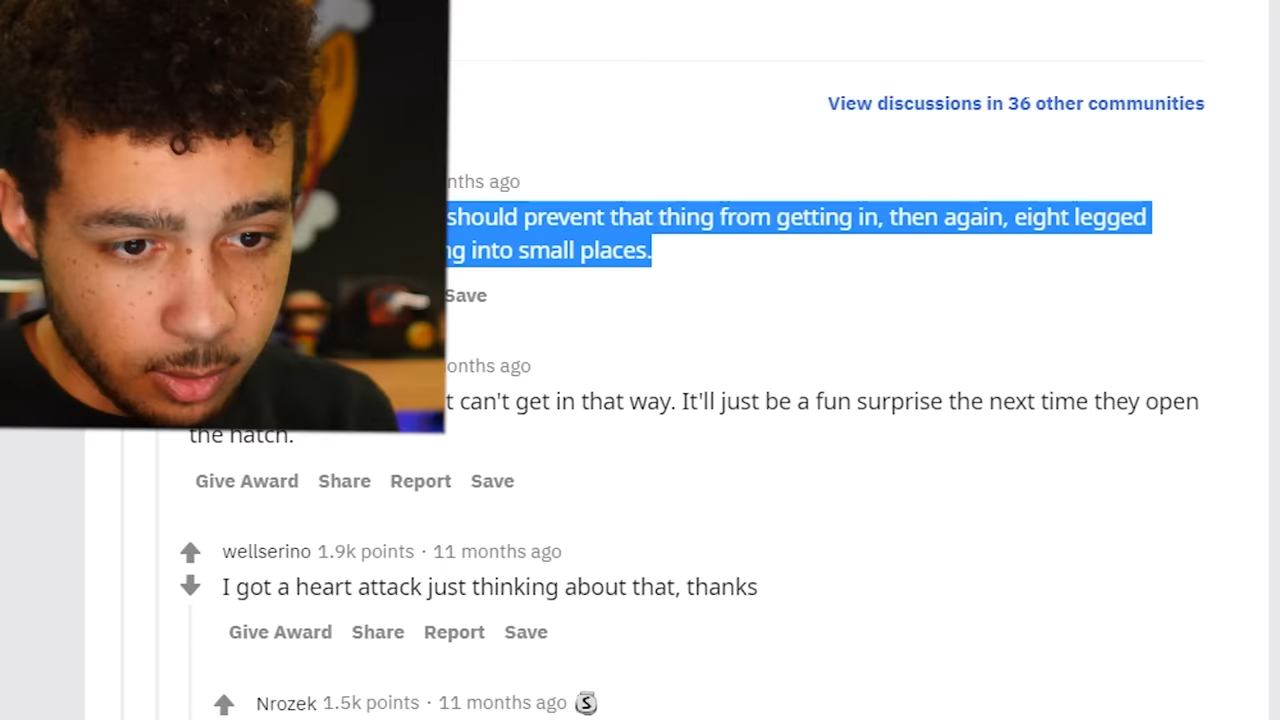 View discussions in 36 other communities
months ago
should prevent that thing from getting in, then again, eight legged
into small places.
Save
months ago
can't get in that way. It'll just be a fun surprise the next time they open
the hatch.
Give Award Share Report Save
wellserino 1.9k points · 11 months ago
I got a heart attack just thinking about that, thanks
Give Award Share Report Save
Nrozek 1.5k points · 11 months ago S